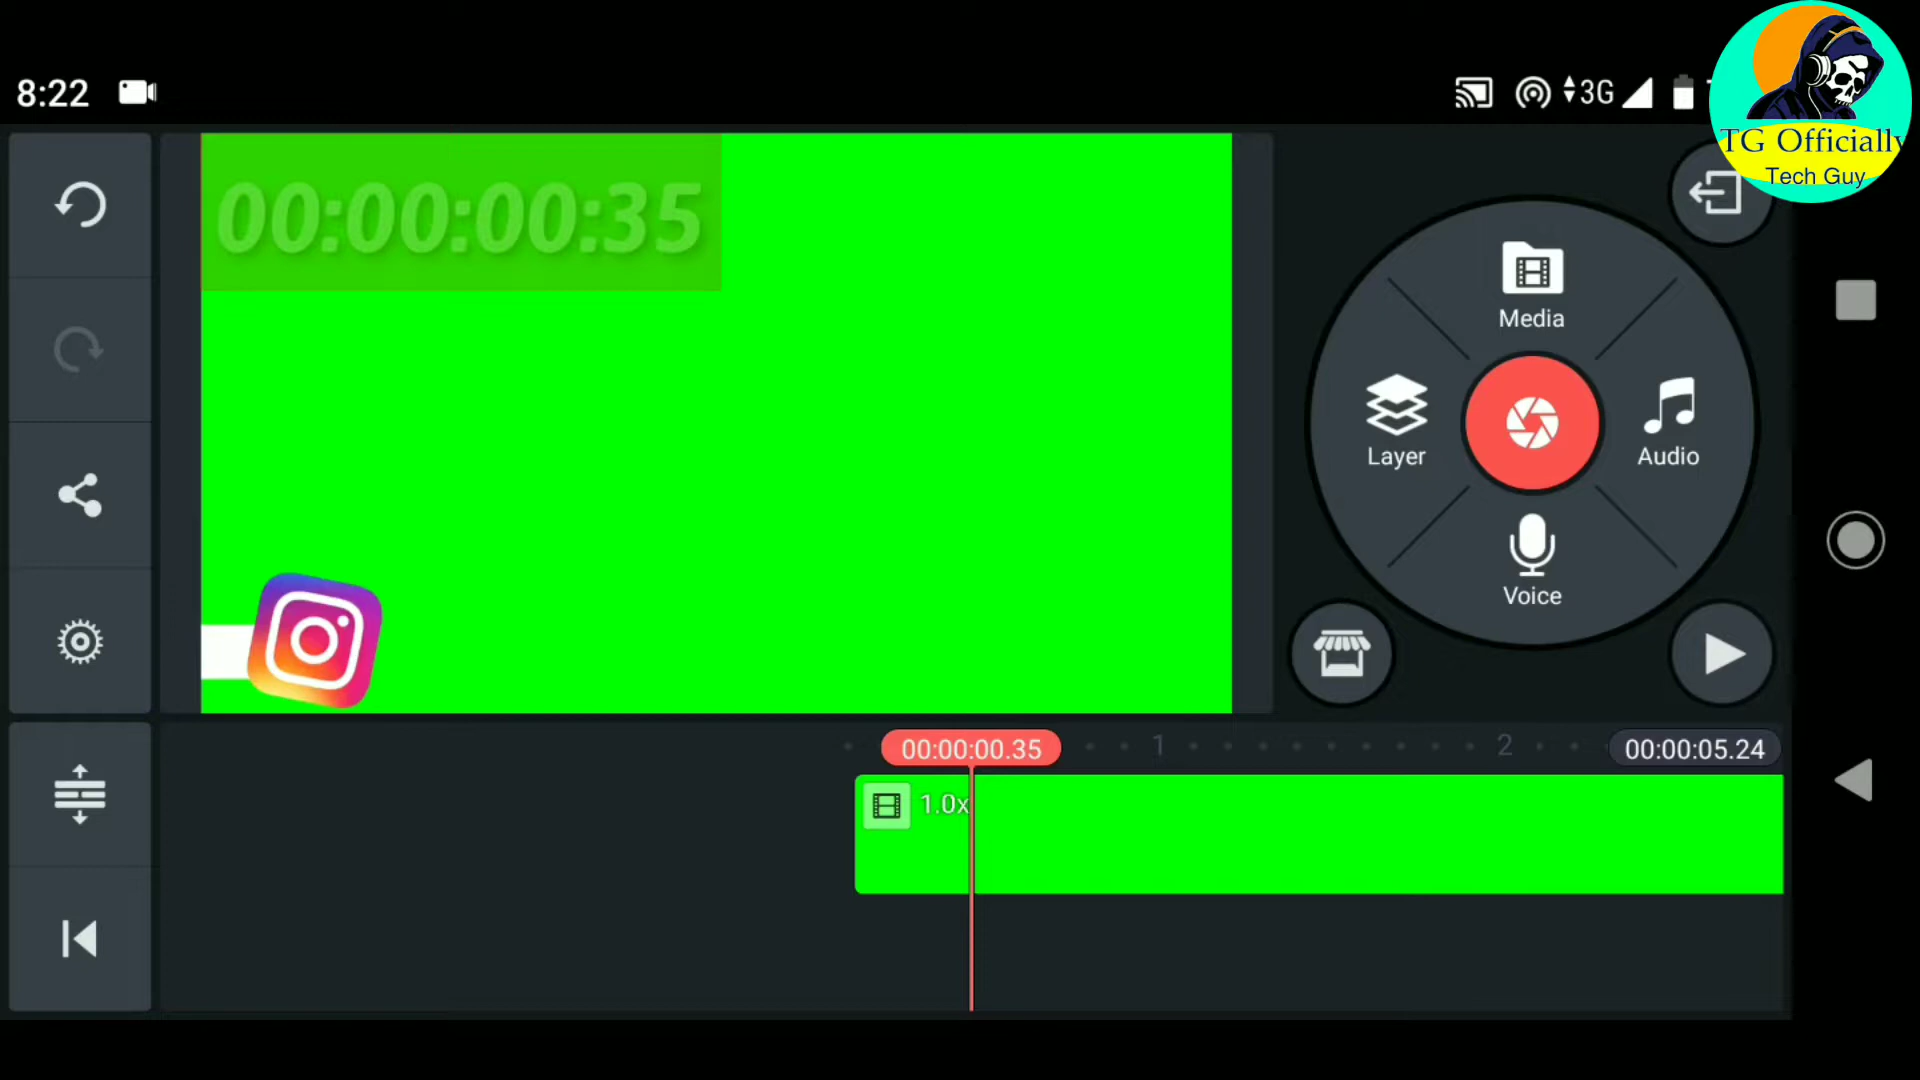 8:22
3G
TG Officially
Tech Guy
00:00:00:35
Media
Layer
Audio
Voice
00:00:00.35
1
2
00:00:05.24
1.0x